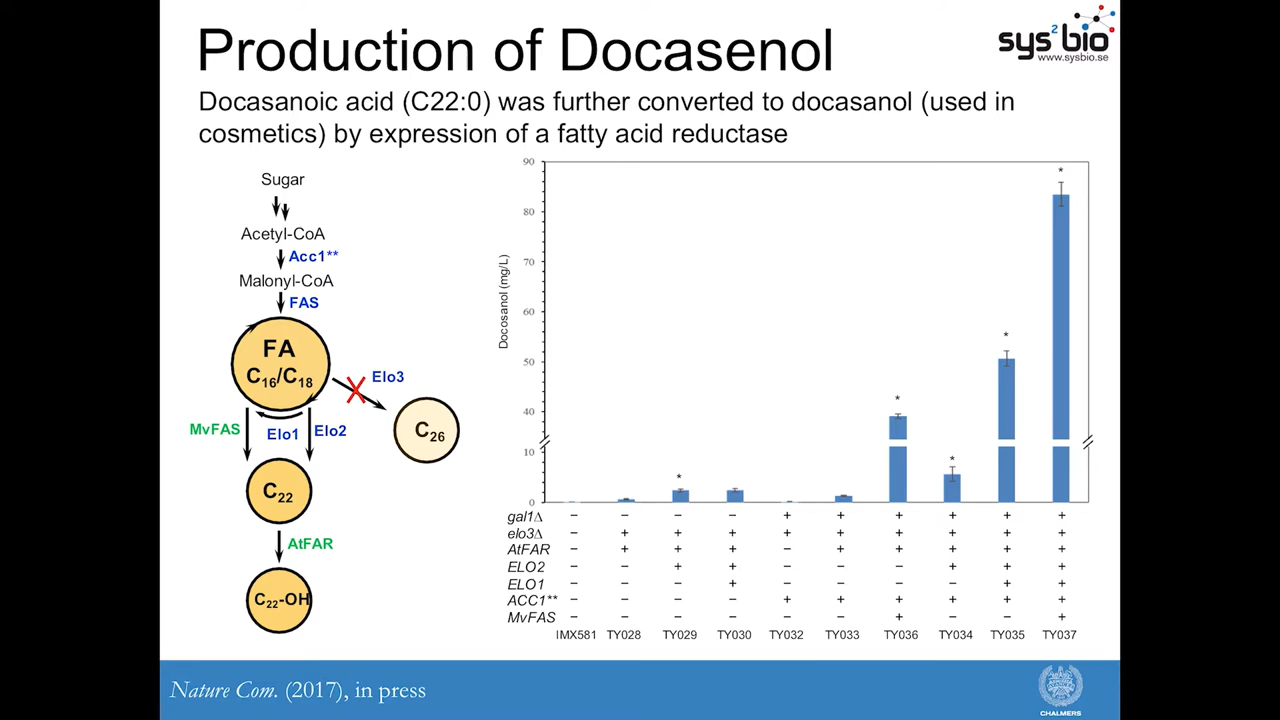 Production of Docasenol
sys2bio
www.sysbio.se
Docasanoic acid (C22:0) was further converted to docasanol (used in
cosmetics) by expression of a fatty acid reductase
Sugar
Acetyl-CoA
Acc1**
Malonyl-CoA
FAS
FA
C16/C18
Elo3
MvFAS
Elo1
Elo2
C26
C22
AtFAR
C22-OH
Docosanol (mg/L)
90
80
70
60
50
40
10
0
* * * * * *
gal1Δ – – – – + + + + + +
elo3Δ – + + + + + + + + +
AtFAR – + + + – + + + + +
ELO2 – – + + – – – + + +
ELO1 – – – + – – – – + +
ACC1** – – – – + + + + + +
MvFAS – – – – – – + – – +
IMX581 TY028 TY029 TY030 TY032 TY033 TY036 TY034 TY035 TY037
Nature Com. (2017), in press
CHALMERS